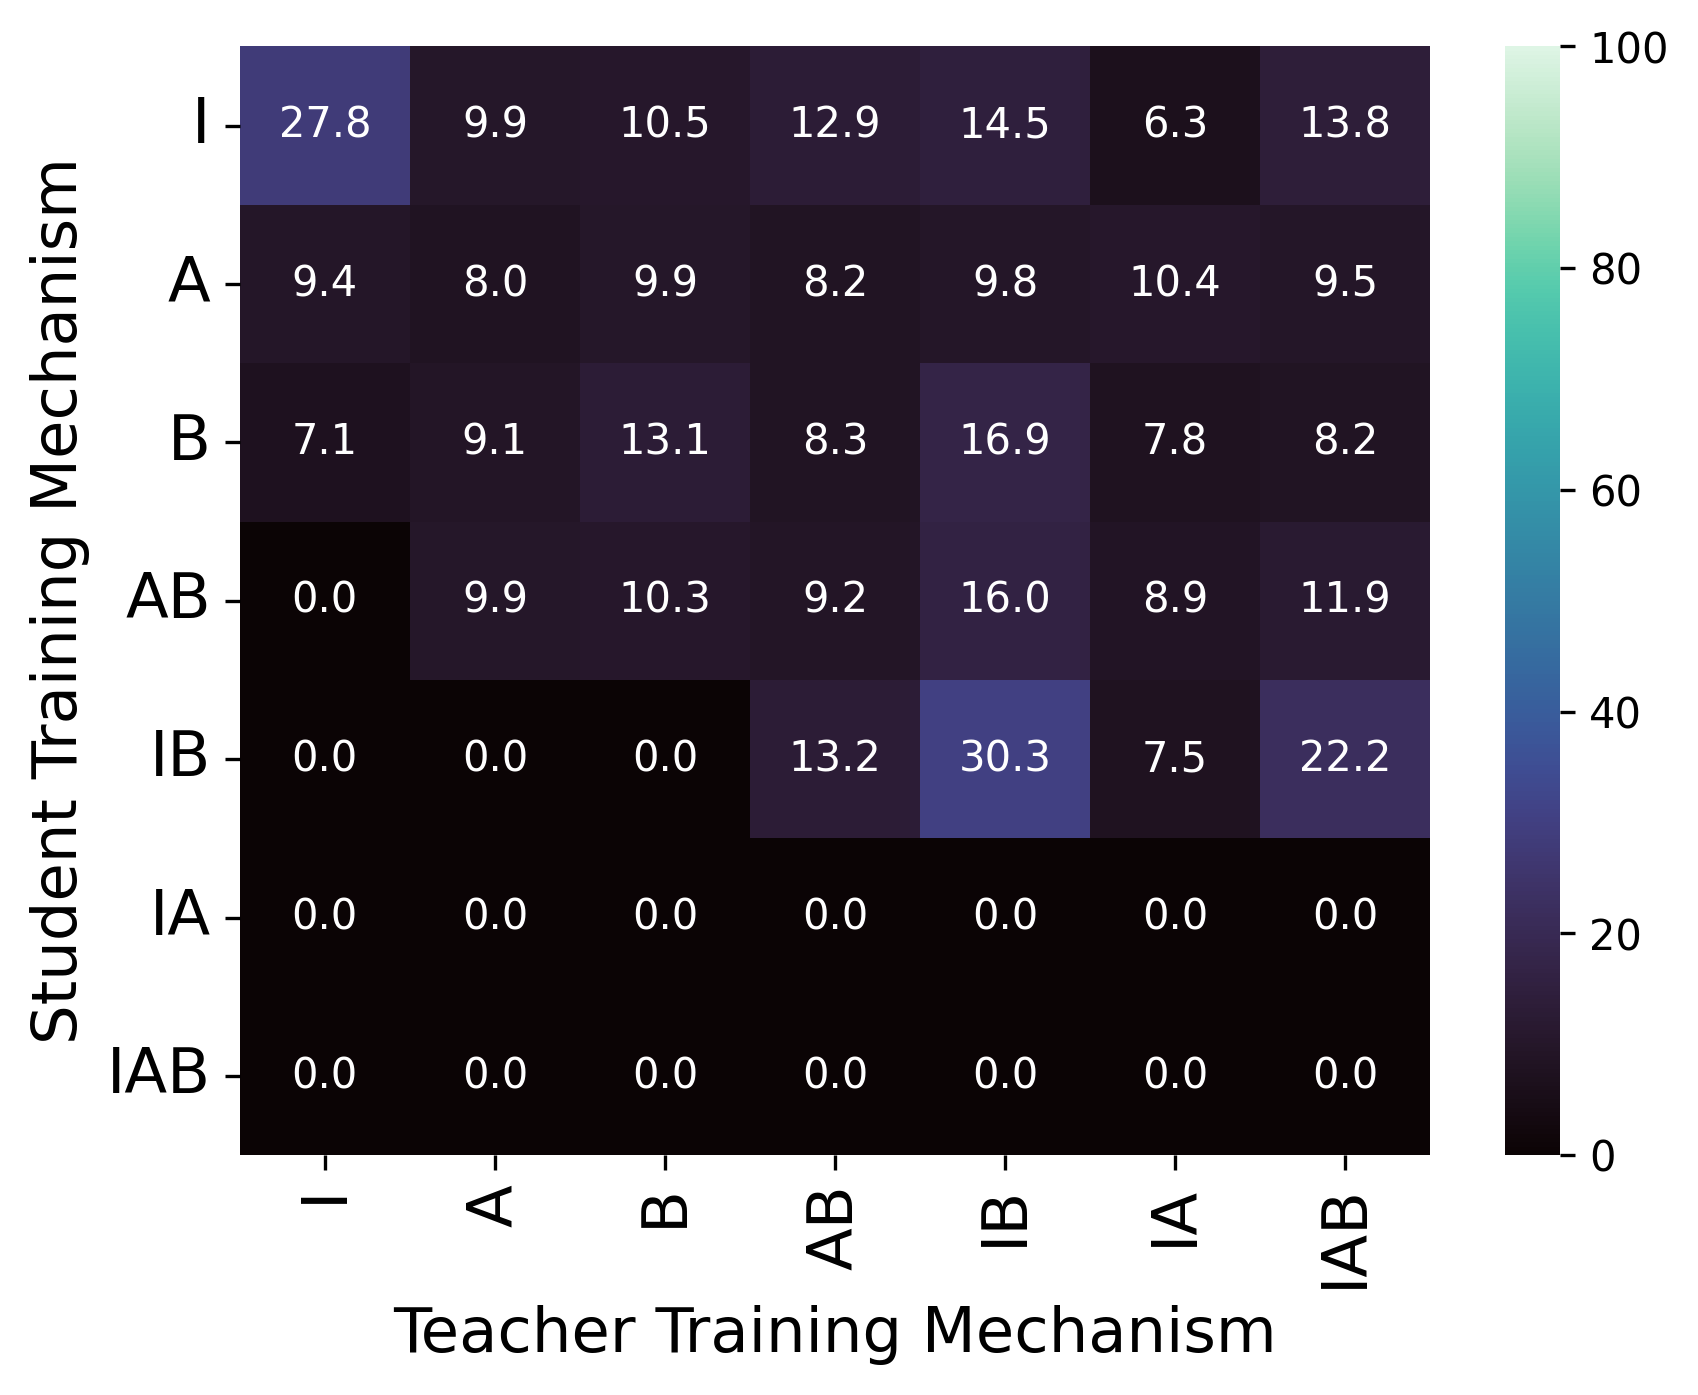 Student Training Mechanism
I 27.8 9.9 10.5 12.9 14.5 6.3 13.8
A 9.4 8.0 9.9 8.2 9.8 10.4 9.5
B 7.1 9.1 13.1 8.3 16.9 7.8 8.2
AB 0.0 9.9 10.3 9.2 16.0 8.9 11.9
IB 0.0 0.0 0.0 13.2 30.3 7.5 22.2
IA 0.0 0.0 0.0 0.0 0.0 0.0 0.0
IAB 0.0 0.0 0.0 0.0 0.0 0.0 0.0
I A B AB IB IA IAB
Teacher Training Mechanism
100
80
60
40
20
0